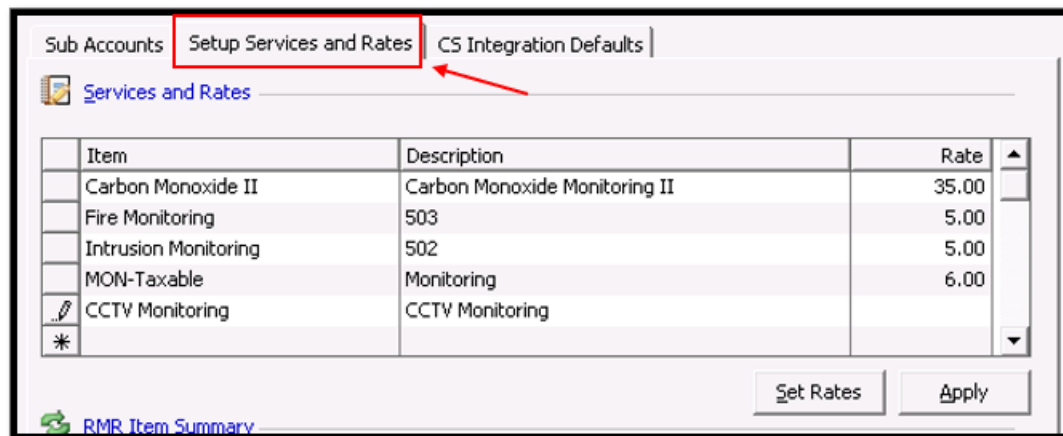 Sub Accounts Setup Services and Rates CS Integration Defaults
Services and Rates
Item Description Rate
Carbon Monoxide II Carbon Monoxide Monitoring II 35.00
Fire Monitoring 503 5.00
Intrusion Monitoring 502 5.00
MON-Taxable Monitoring 6.00
CCTV Monitoring CCTV Monitoring
Set Rates Apply
RMR Item Summary